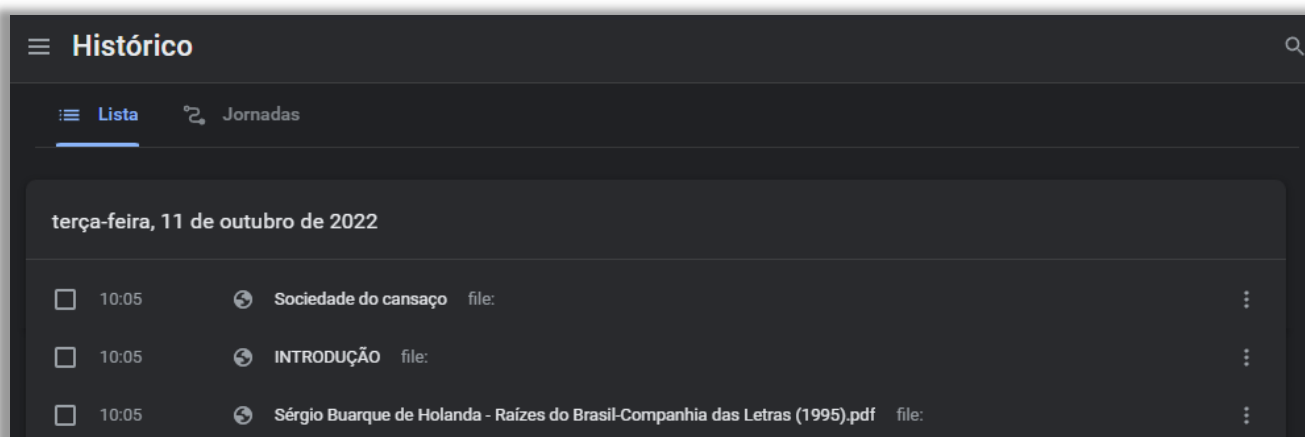 Histórico
Lista Jornadas
terça-feira, 11 de outubro de 2022
10:05 Sociedade do cansaço file:
10:05 INTRODUÇÃO file:
10:05 Sérgio Buarque de Holanda - Raízes do Brasil-Companhia das Letras (1995).pdf file: